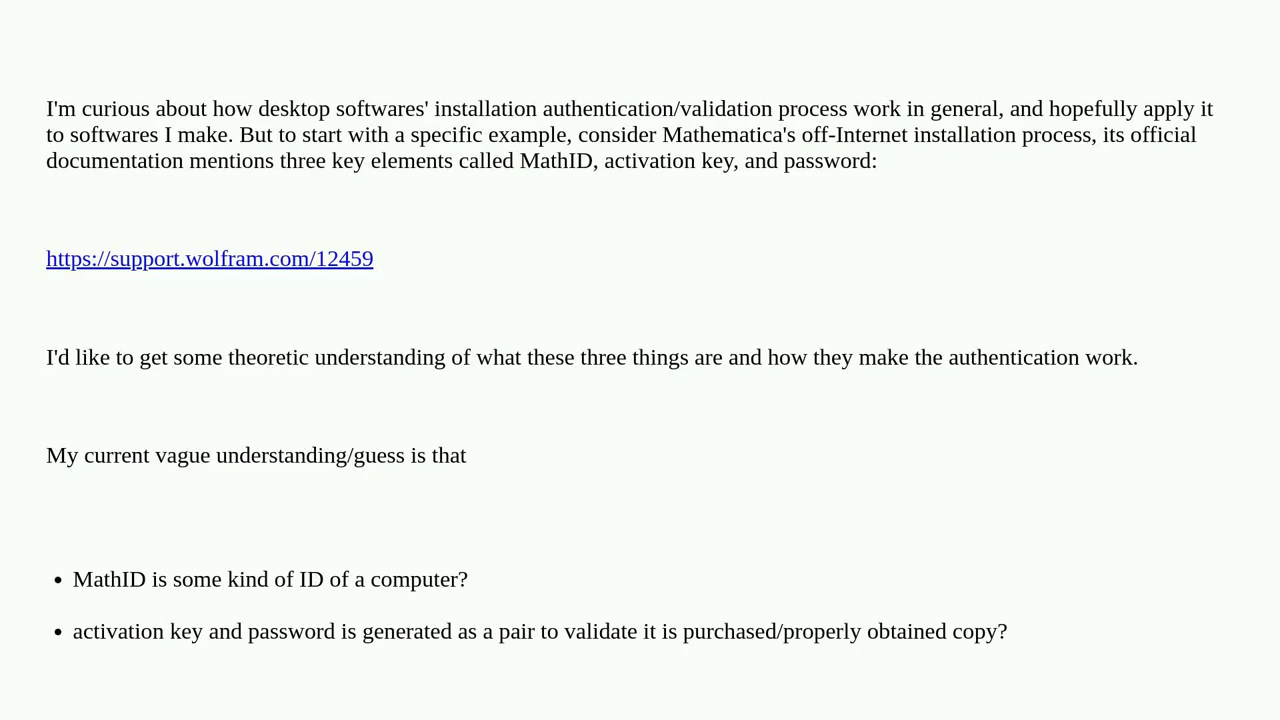 I'm curious about how desktop softwares' installation authentication/validation process work in general, and hopefully apply it
to softwares I make. But to start with a specific example, consider Mathematica's off-Internet installation process, its official
documentation mentions three key elements called MathID, activation key, and password:
https://support.wolfram.com/12459
I'd like to get some theoretic understanding of what these three things are and how they make the authentication work.
My current vague understanding/guess is that
• MathID is some kind of ID of a computer?
• activation key and password is generated as a pair to validate it is purchased/properly obtained copy?